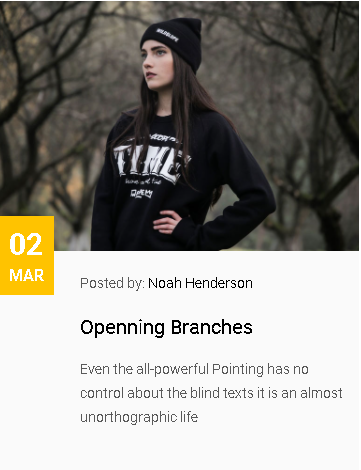 TIME
02
MAR
Posted by: Noah Henderson
Openning Branches
Even the all-powerful Pointing has no
control about the blind texts it is an almost
unorthographic life